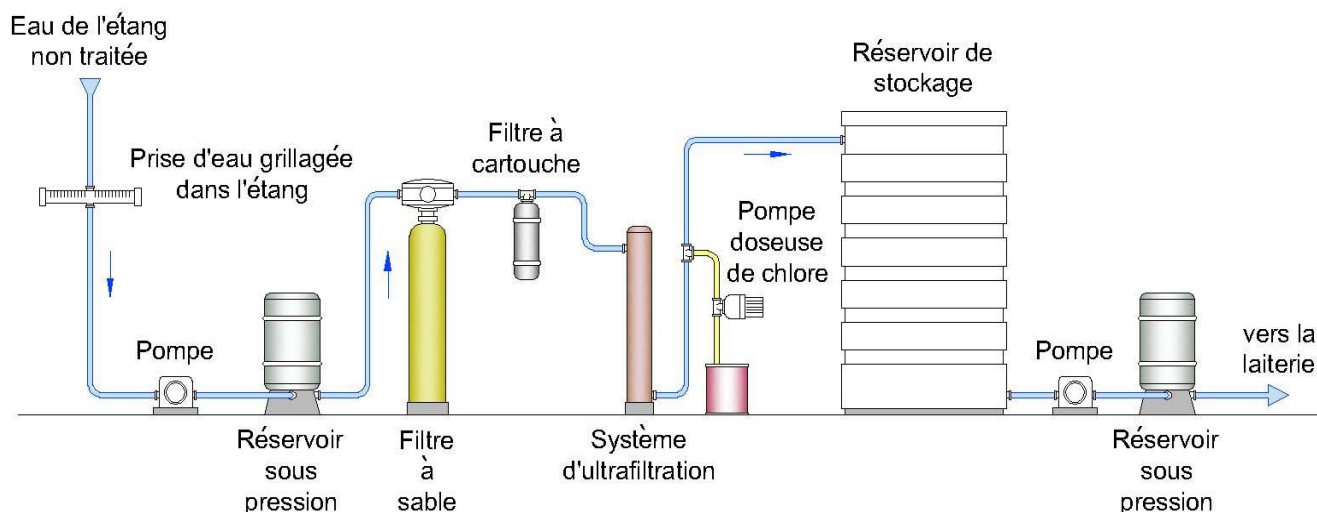 Eau de l'étang
non traitée
Prise d'eau grillagée
dans l'étang
Pompe
Réservoir
sous
pression
Filtre
à
sable
Filtre à
cartouche
Système
d'ultrafiltration
Pompe
doseuse
de chlore
Réservoir de
stockage
Pompe
Réservoir
sous
pression
vers la
laiterie